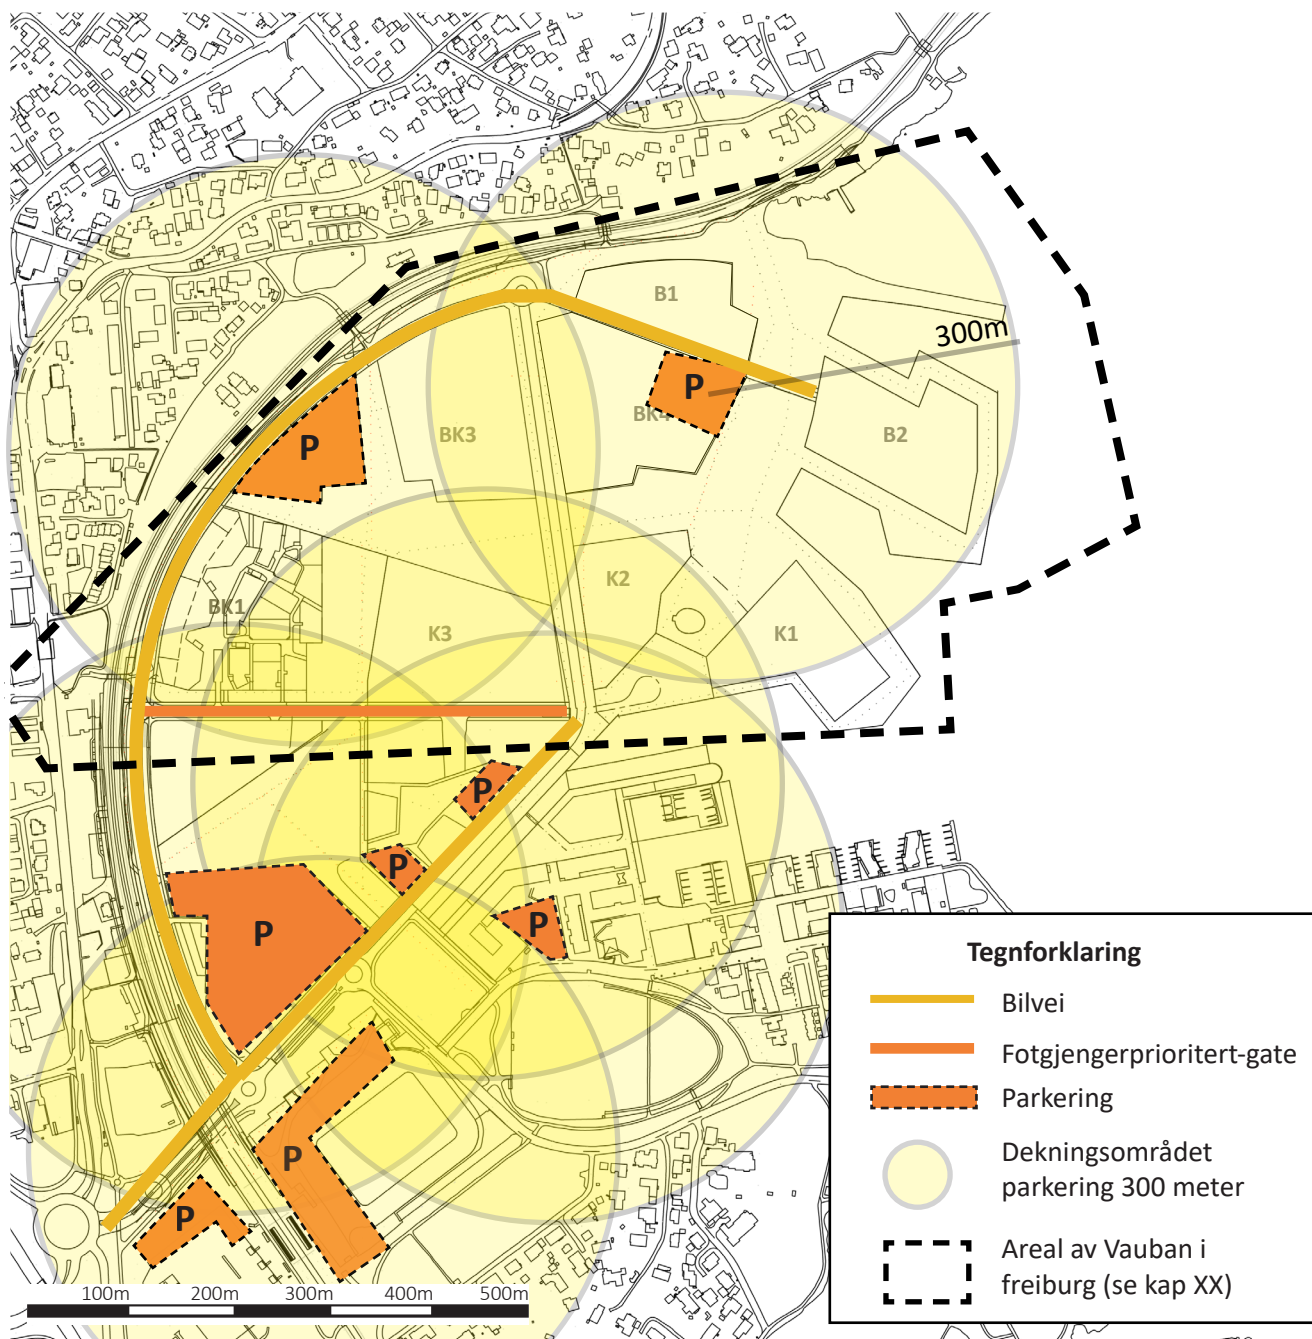 B1
300m
P
BK4
B2
BK3
P
K2
BK1
K3
K1
P
P
P
P
P
P
Tegnforklaring
Bilvei
Fotgjengerprioritert-gate
Parkering
Dekningsområdet
parkering 300 meter
Areal av Vauban i
freiburg (se kap XX)
100m 200m 300m 400m 500m